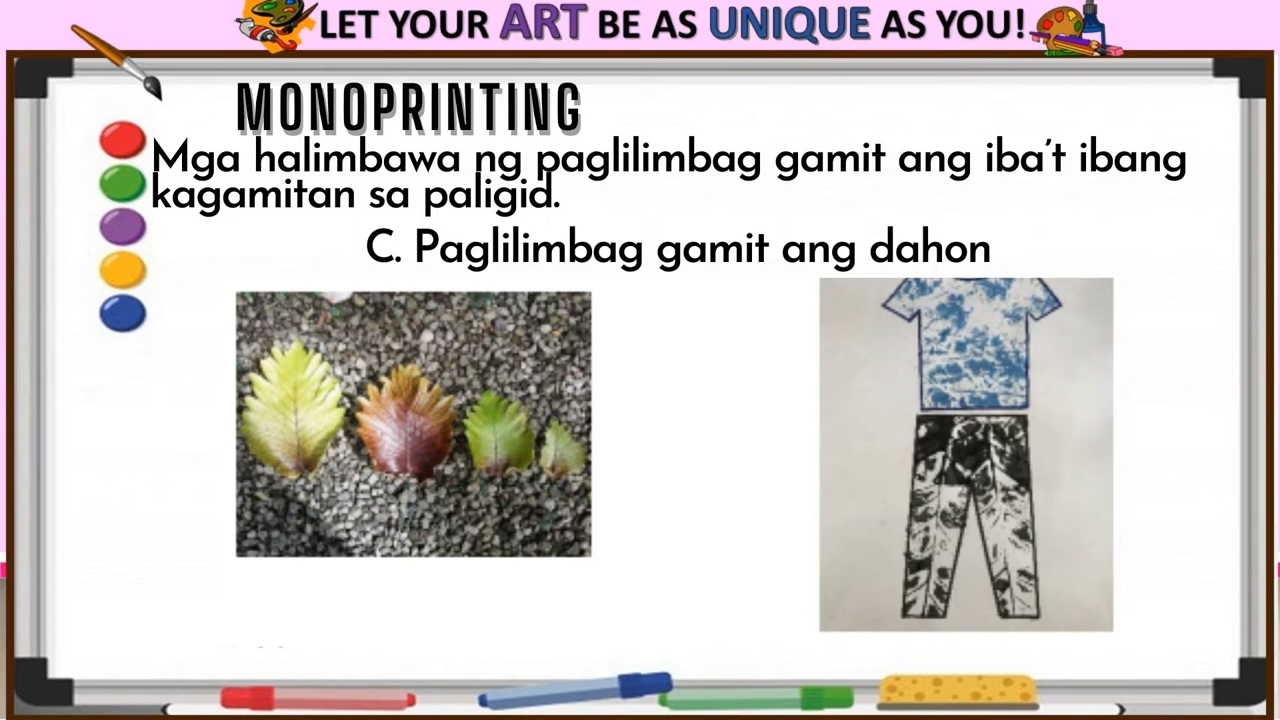 LET YOUR ART BE AS UNIQUE AS YOU!
MONOPRINTING
Mga halimbawa ng paglilimbag gamit ang iba't ibang
kagamitan sa paligid.
C. Paglilimbag gamit ang dahon